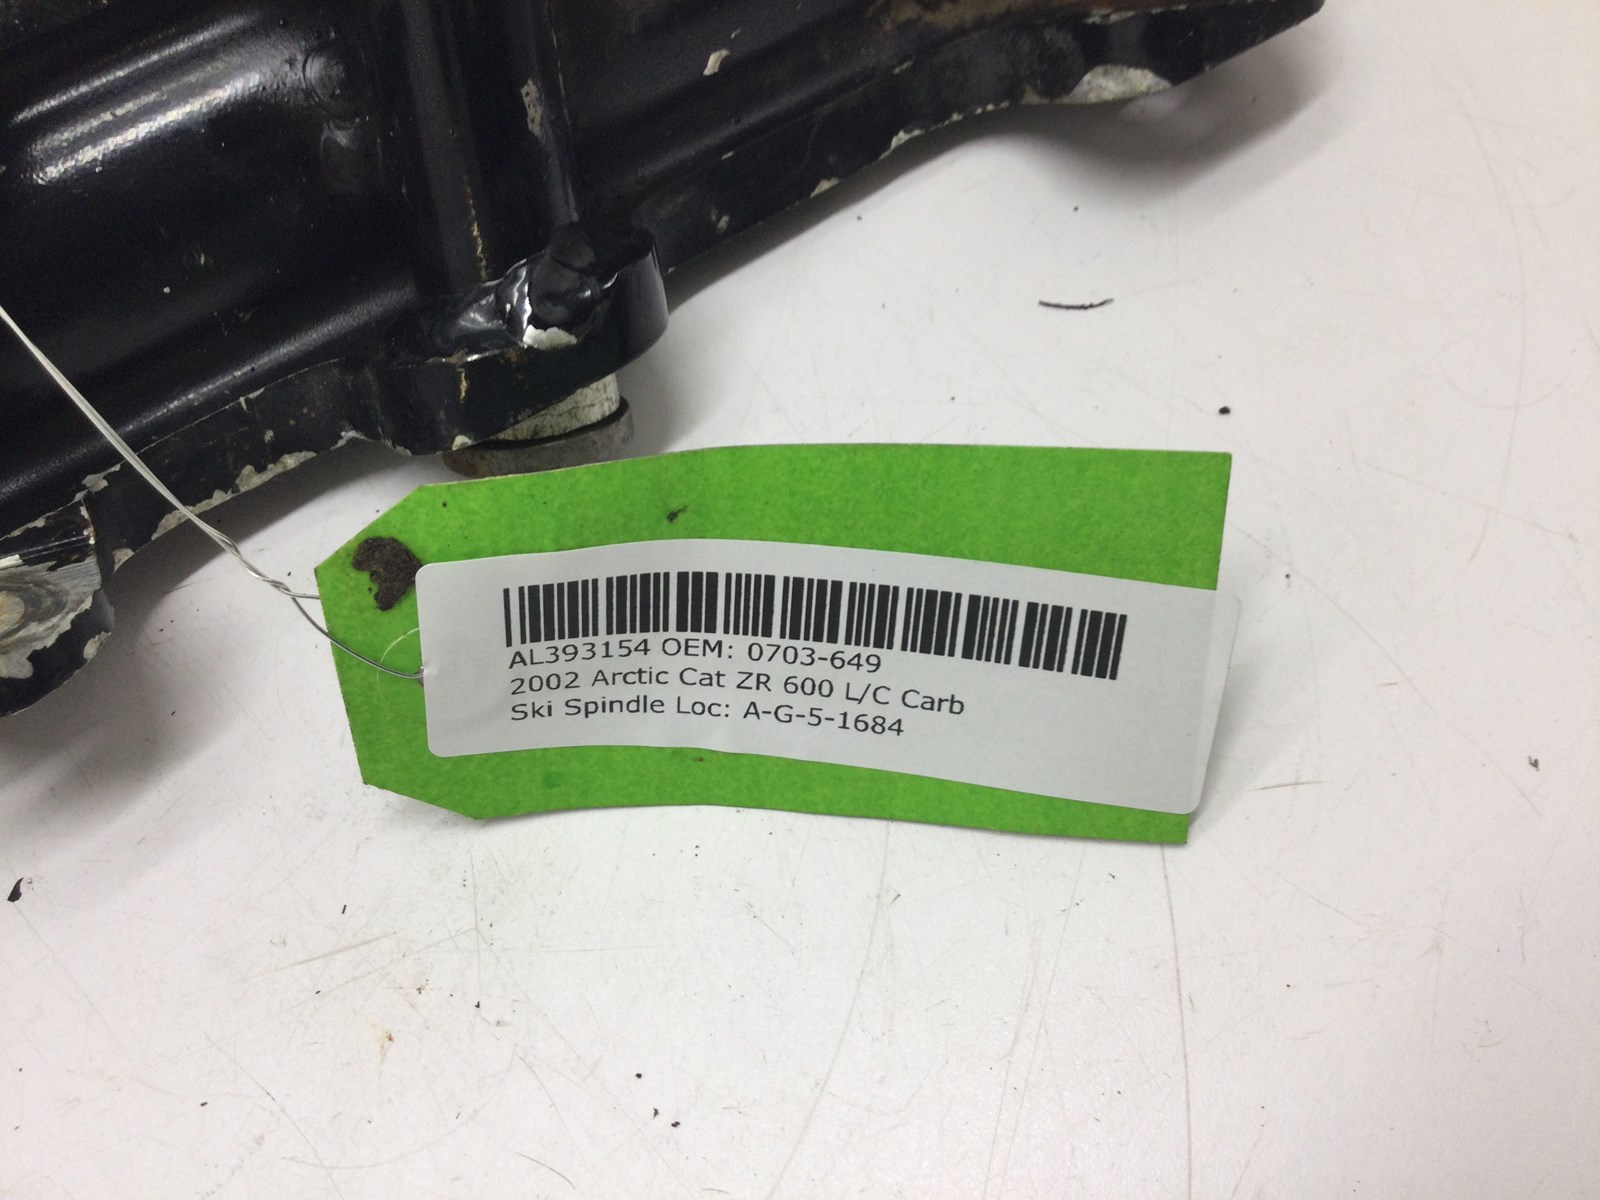 AL393154 OEM: 0703-649
2002 Arctic Cat ZR 600 L/C Carb
Ski Spindle Loc: A-G-5-1684